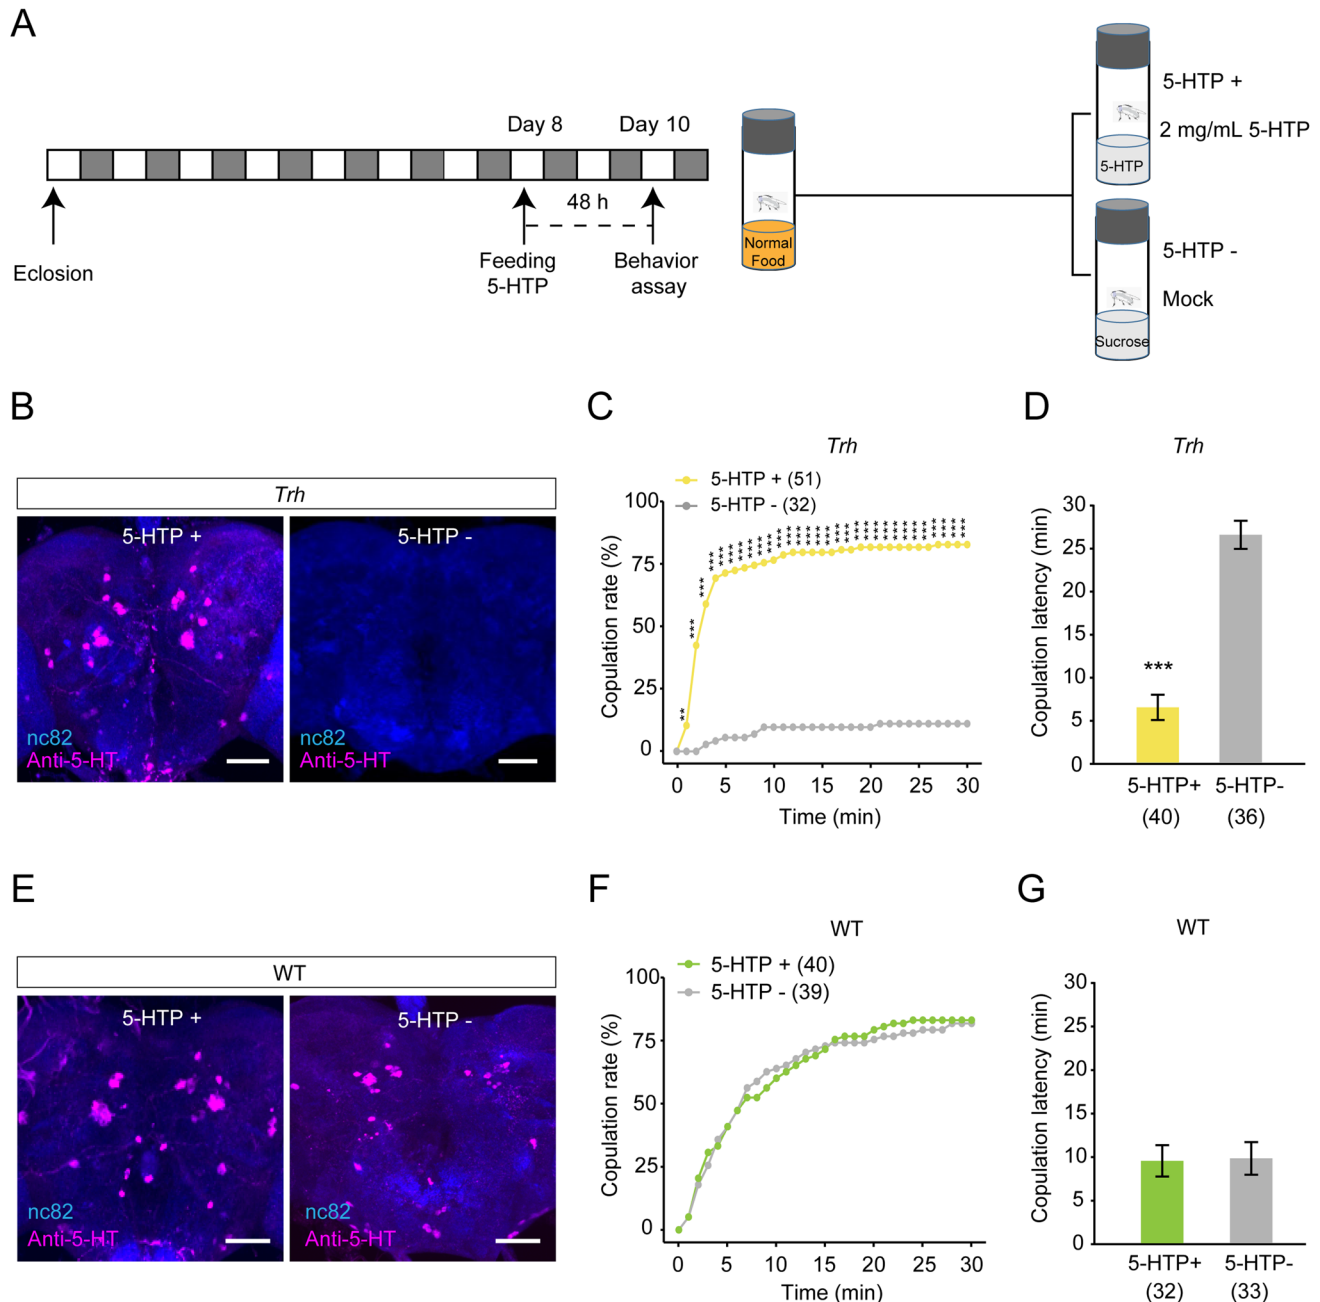 A
Day 8
Day 10
48 h
Eclosion
Feeding
5-HTP
Behavior
assay
Normal
Food
5-HTP
5-HTP +
2 mg/mL 5-HTP
Sucrose
5-HTP -
Mock
B
Trh
5-HTP +
nc82
Anti-5-HT
5-HTP -
C
Trh
5-HTP + (51)
5-HTP - (32)
Copulation rate (%)
100
75
50
25
0
**
***
0 5 10 15 20 25 30
Time (min)
D
Trh
Copulation latency (min)
30
25
20
15
10
5
0
***
5-HTP+
(40)
5-HTP-
(36)
E
WT
5-HTP +
nc82
Anti-5-HT
5-HTP -
nc82
Anti-5-HT
F
WT
5-HTP + (40)
5-HTP - (39)
Copulation rate (%)
100
75
50
25
0
0 5 10 15 20 25 30
Time (min)
G
WT
Copulation latency (min)
30
25
20
15
10
5
0
5-HTP+
(32)
5-HTP-
(33)